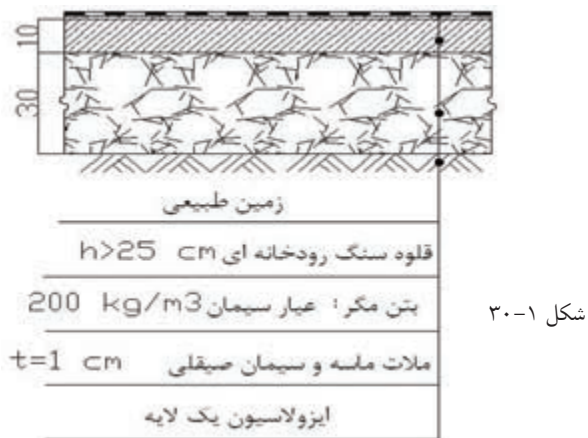 10
30
زمین طبیعی
قلوه سنگ رودخانه ای h>25 cm
بتن مگر: عیار سیمان 200 kg/m3
ملات ماسه و سیمان صیقلی t=1 cm
ایزولاسیون یک لایه
شکل ۱-۳۰